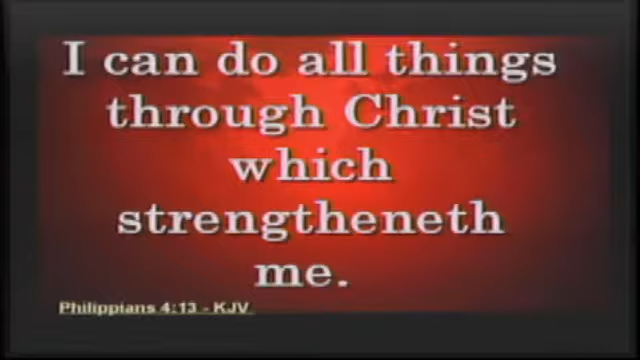 I can do all things
through Christ
which
strengtheneth
me.
Philippians 4:13 - KJV